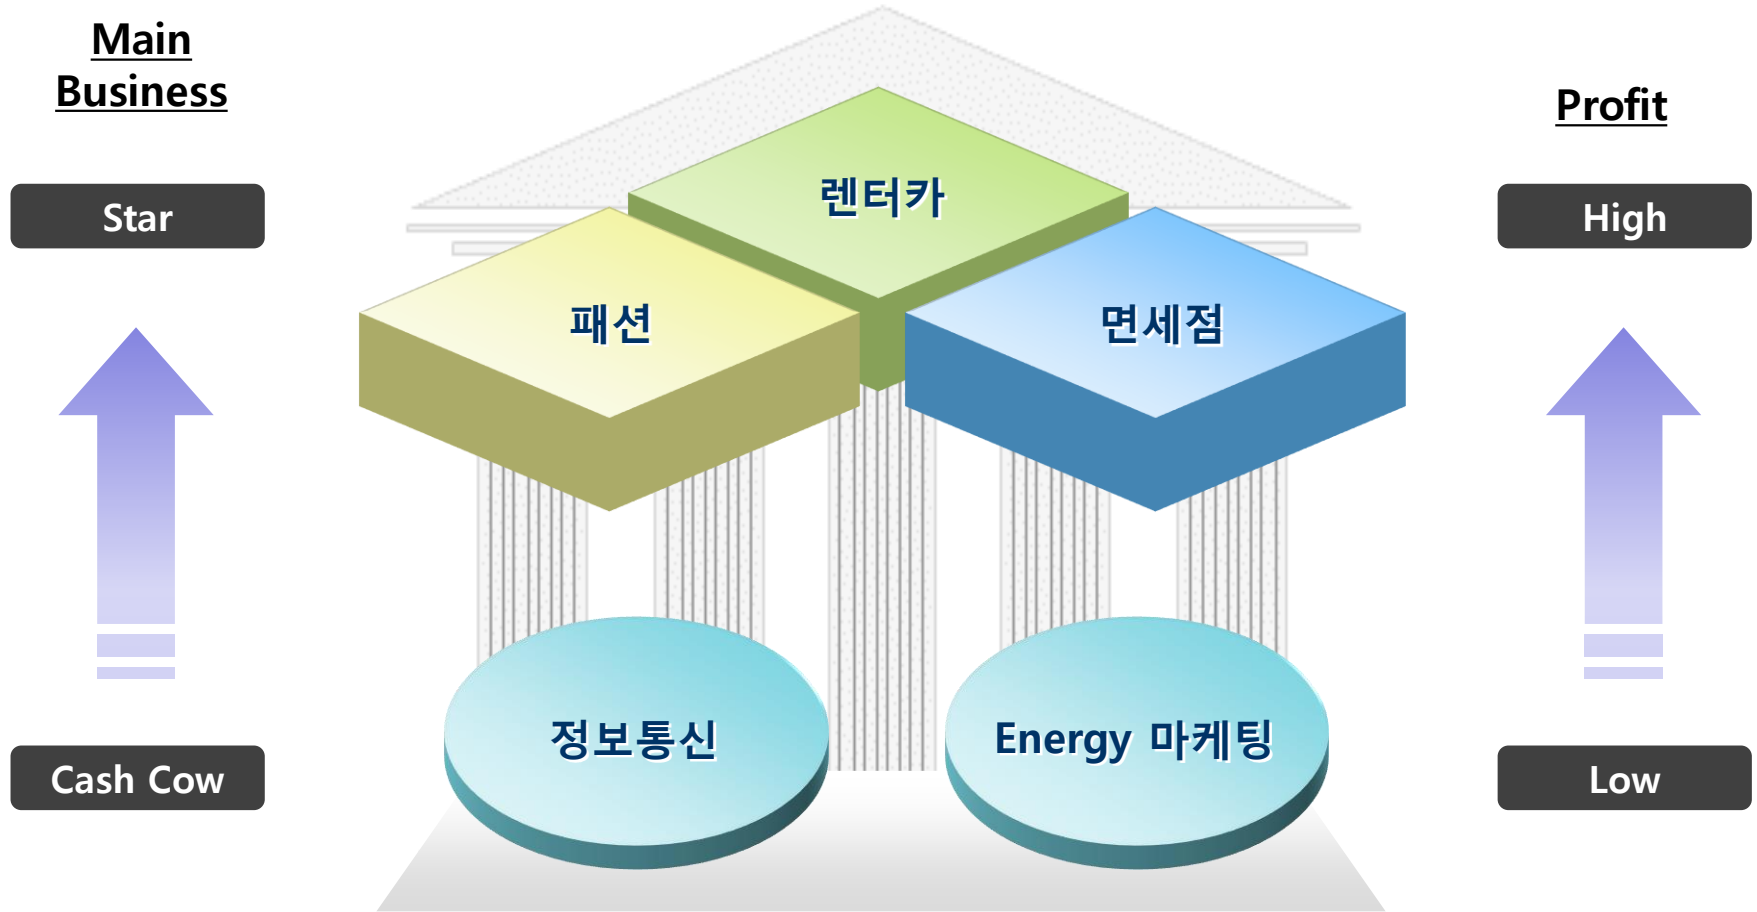 Main
Business
Profit
Star
High
렌터카
패션
면세점
정보통신
Energy 마케팅
Cash Cow
Low